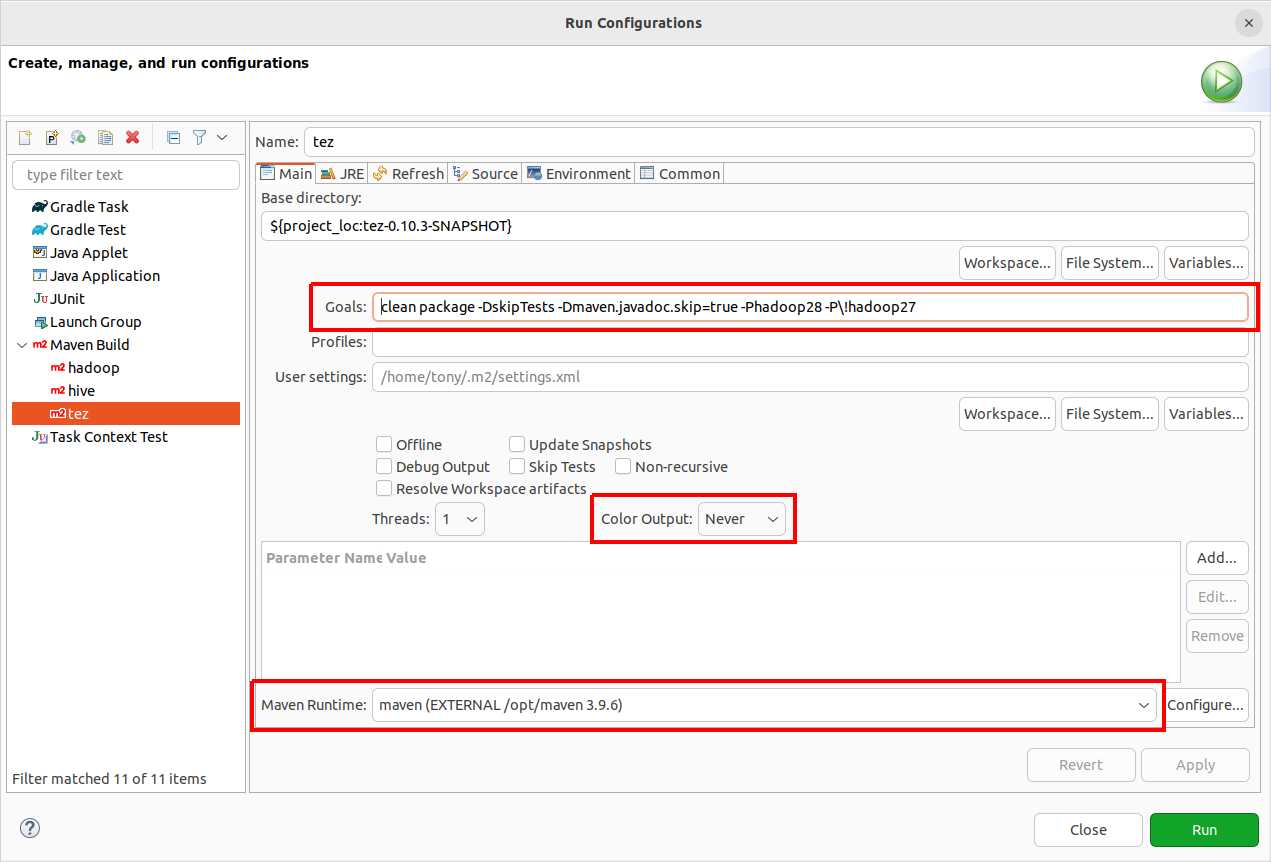 Run Configurations
Create, manage, and run configurations
type filter text
Gradle Task
Gradle Test
Java Applet
Java Application
JUnit
Launch Group
Maven Build
hadoop
hive
tez
Task Context Test
Filter matched 11 of 11 items
Name: tez
Main JRE Refresh Source Environment Common
Base directory:
${project_loc:tez-0.10.3-SNAPSHOT}
Workspace... File System... Variables...
Goals: clean package -DskipTests -Dmaven.javadoc.skip=true -Phadoop28 -P\!hadoop27
Profiles:
User settings: /home/tony/.m2/settings.xml
Workspace... File System... Variables...
Offline Update Snapshots
Debug Output Skip Tests Non-recursive
Resolve Workspace artifacts
Threads: 1 Color Output: Never
Parameter Name Value
Add...
Edit...
Remove
Maven Runtime: maven (EXTERNAL /opt/maven 3.9.6) Configure...
Revert Apply
Close Run